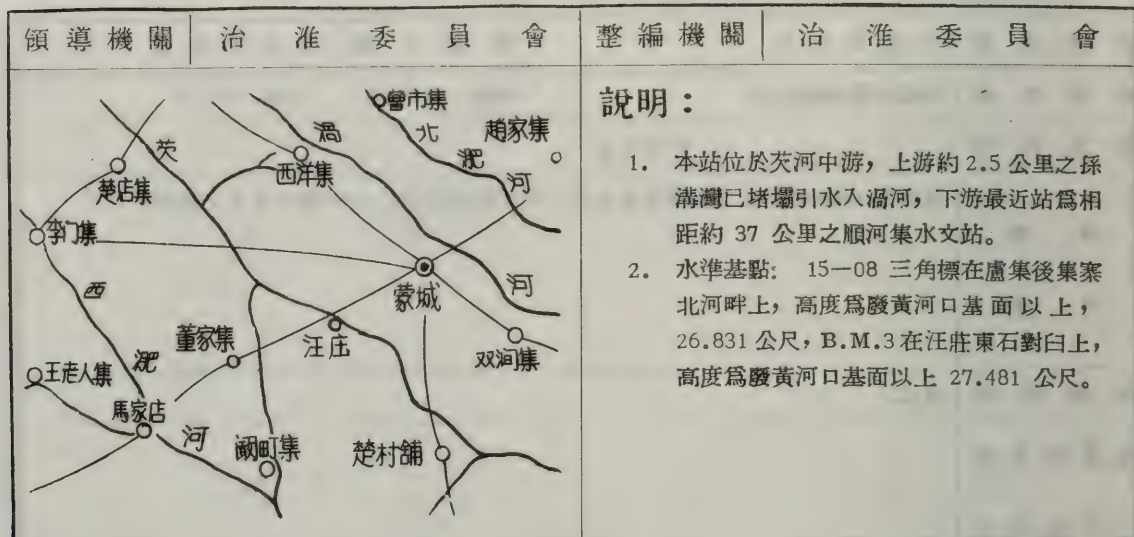 領導機關 治淮委員會 整編機關 治淮委員會
曹市集
趙家集
渦
北
肥
河
茨
西洋集
楚店集
李门集
蒙城
河
西
董家集
汪庄
双涧集
王老人集
肥
馬家店
河
阚町集
楚村舖
說明:
1. 本站位於茨河中游,上游約2.5公里之孫
溝灣已堵壩引水入渦河,下游最近站爲相
距約 37 公里之順河集水文站。
2. 水準基點: 15—08 三角標在盧集後集寨
北河畔上,高度爲廢黃河口基面以上,
26.831 公尺,B.M.3 在汪莊東石對臼上,
高度爲廢黃河口基面以上 27.481 公尺。